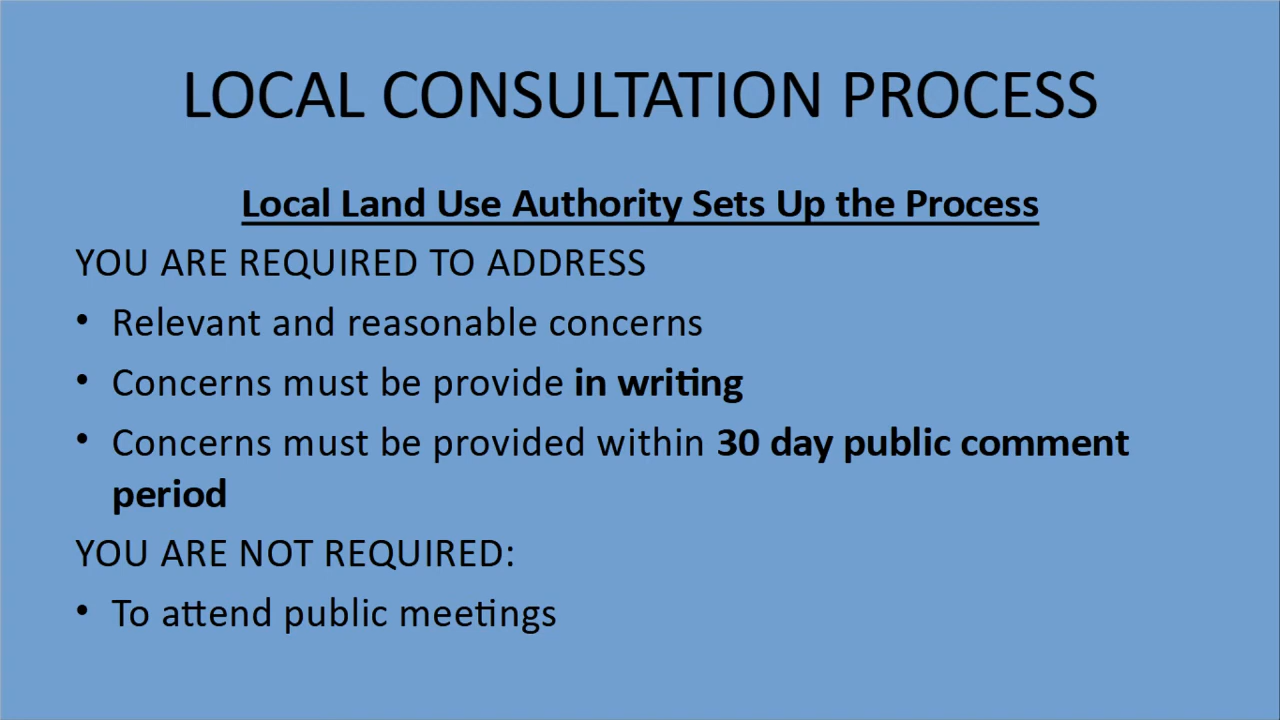 LOCAL CONSULTATION PROCESS
Local Land Use Authority Sets Up the Process
YOU ARE REQUIRED TO ADDRESS
• Relevant and reasonable concerns
• Concerns must be provide in writing
• Concerns must be provided within 30 day public comment
period
YOU ARE NOT REQUIRED:
• To attend public meetings